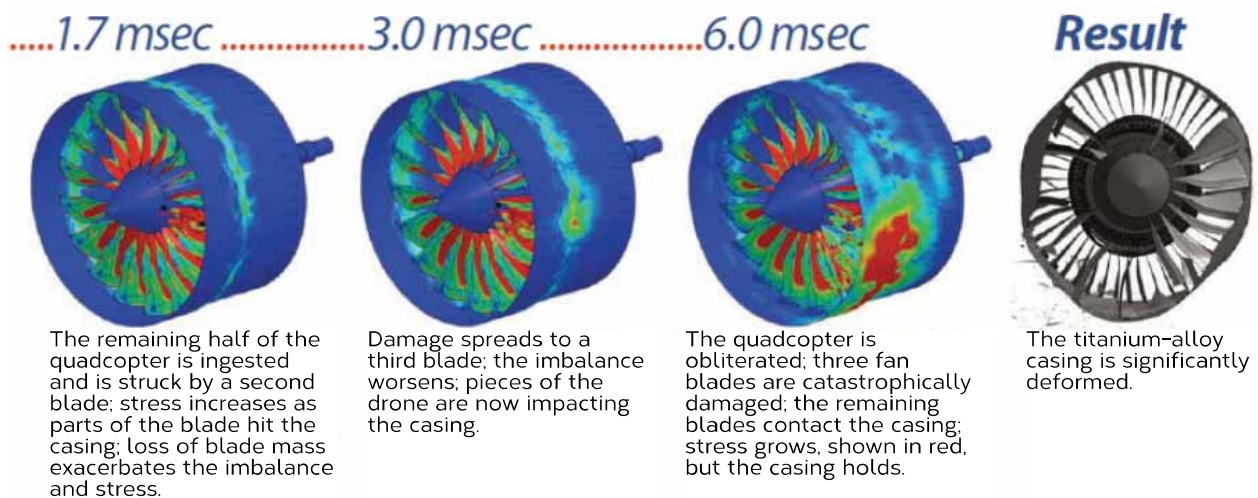 .....1.7 msec ..............3.0 msec ................6.0 msec
Result
The remaining half of the
quadcopter is ingested
and is struck by a second
blade; stress increases as
parts of the blade hit the
casing; loss of blade mass
exacerbates the imbalance
and stress.
Damage spreads to a
third blade; the imbalance
worsens; pieces of the
drone are now impacting
the casing.
The quadcopter is
obliterated; three fan
blades are catastrophically
damaged; the remaining
blades contact the casing;
stress grows, shown in red,
but the casing holds.
The titanium-alloy
casing is significantly
deformed.